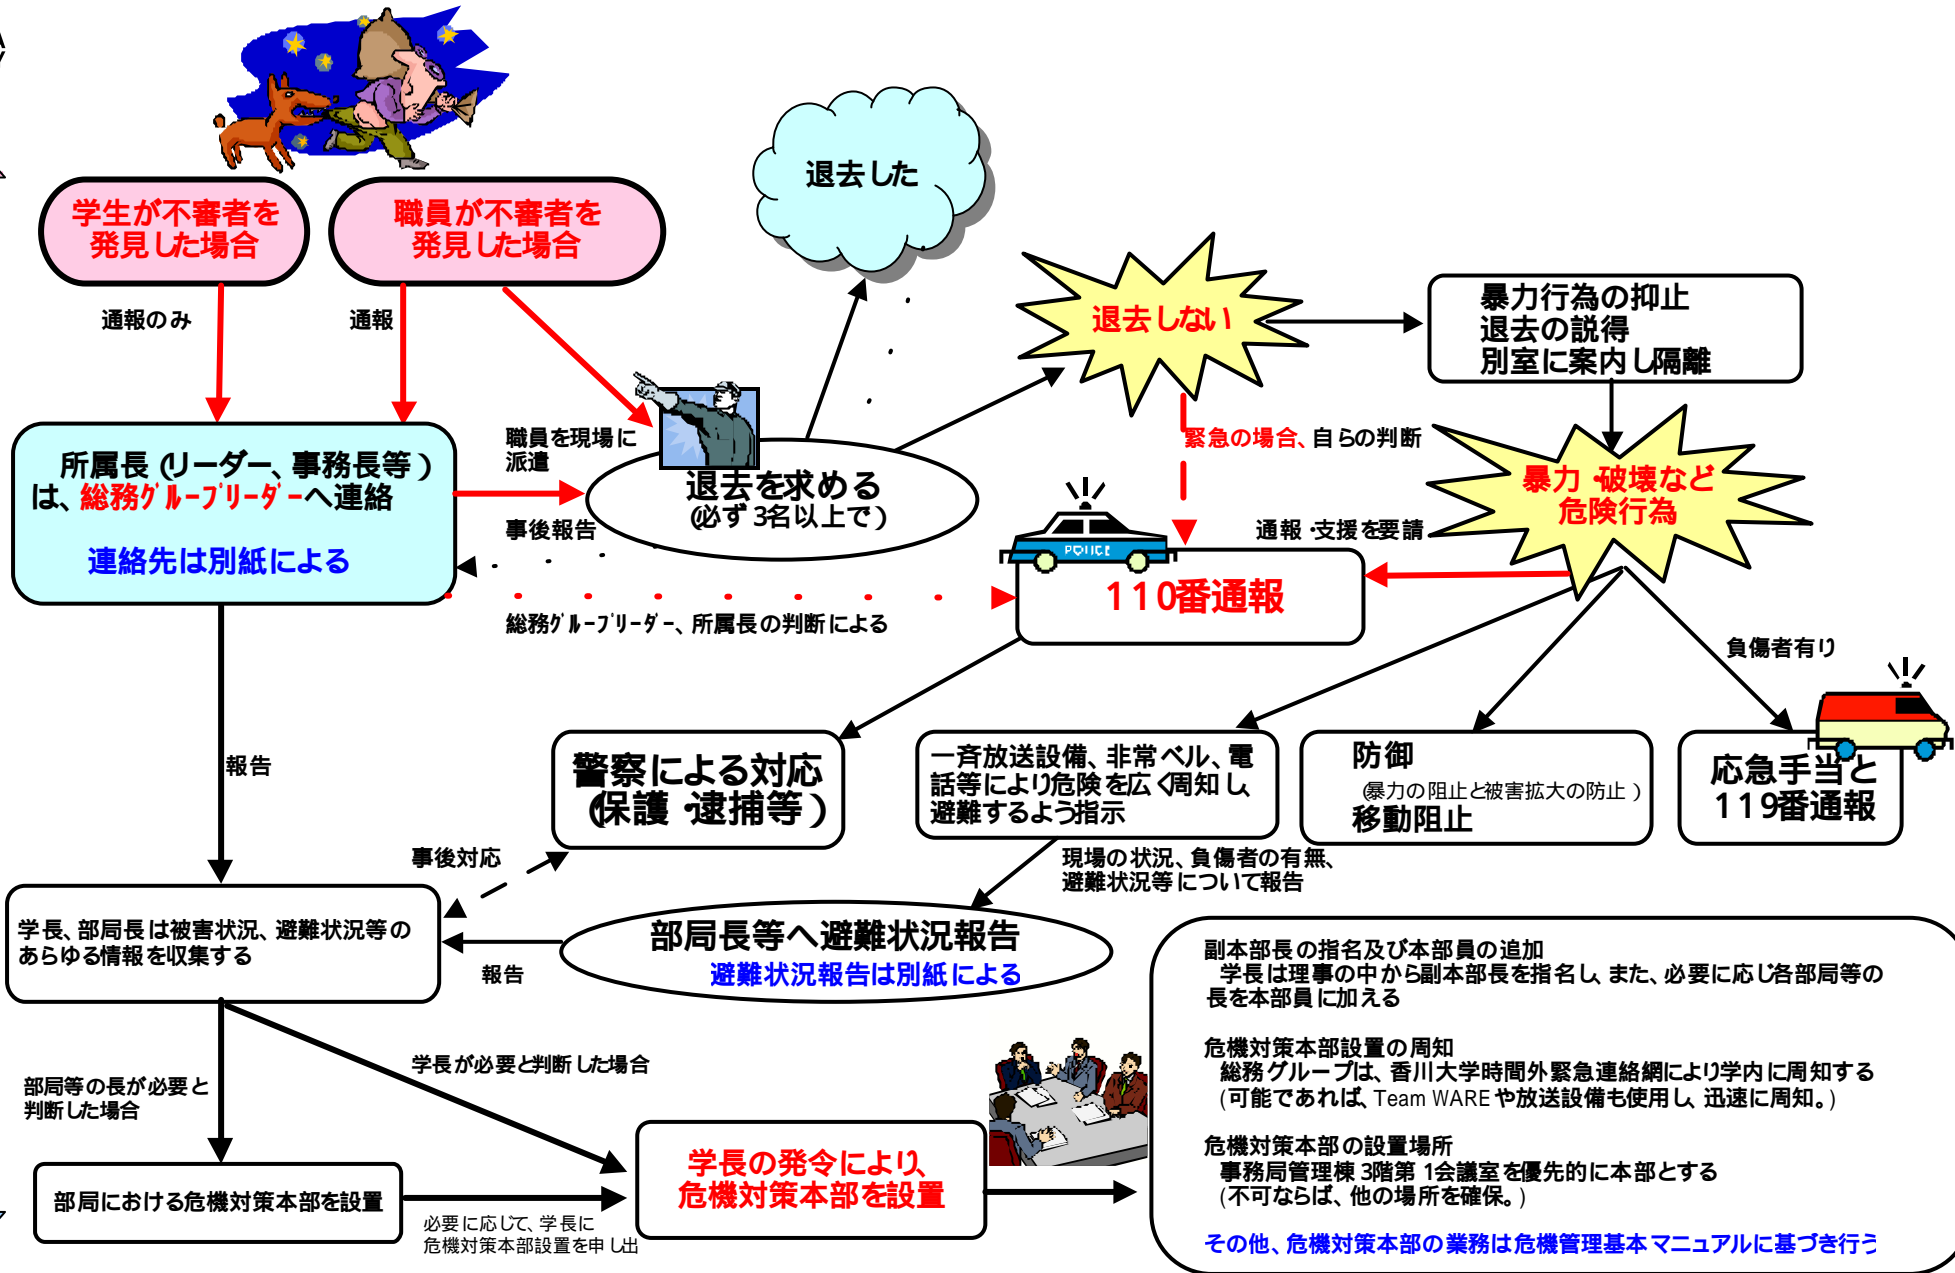 退去した
学生が不審者を
発見した場合
職員が不審者を
発見した場合
通報のみ
通報
退去しない
暴力行為の抑止
退去の説得
別室に案内し隔離
所属長(リーダー、事務長等)
は、総務グループリーダーへ連絡
連絡先は別紙による
職員を現場に
派遣
事後報告
退去を求める
(必ず3名以上で)
緊急の場合、自らの判断
暴力・破壊など
危険行為
通報・支援を要請
POLICE
110番通報
総務グループリーダー、所属長の判断による
負傷者有り
報告
警察による対応
(保護・逮捕等)
一斉放送設備、非常ベル、電
話等により危険を広く周知し、
避難するよう指示
防御
(暴力の阻止と被害拡大の防止)
移動阻止
応急手当と
119番通報
事後対応
現場の状況、負傷者の有無、
避難状況等について報告
学長、部局長は被害状況、避難状況等の
あらゆる情報を収集する
報告
部局長等へ避難状況報告
避難状況報告は別紙による
副本部長の指名及び本部員の追加
学長は理事の中から副本部長を指名し、また、必要に応じ各部局等の
長を本部員に加える
危機対策本部設置の周知
総務グループは、香川大学時間外緊急連絡網により学内に周知する
(可能であれば、Team WAREや放送設備も使用し、迅速に周知。)
危機対策本部の設置場所
事務局管理棟3階第1会議室を優先的に本部とする
(不可ならば、他の場所を確保。)
その他、危機対策本部の業務は危機管理基本マニュアルに基づき行う
学長が必要と判断した場合
部局等の長が必要と
判断した場合
部局における危機対策本部を設置
必要に応じて、学長に
危機対策本部設置を申し出
学長の発令により、
危機対策本部を設置